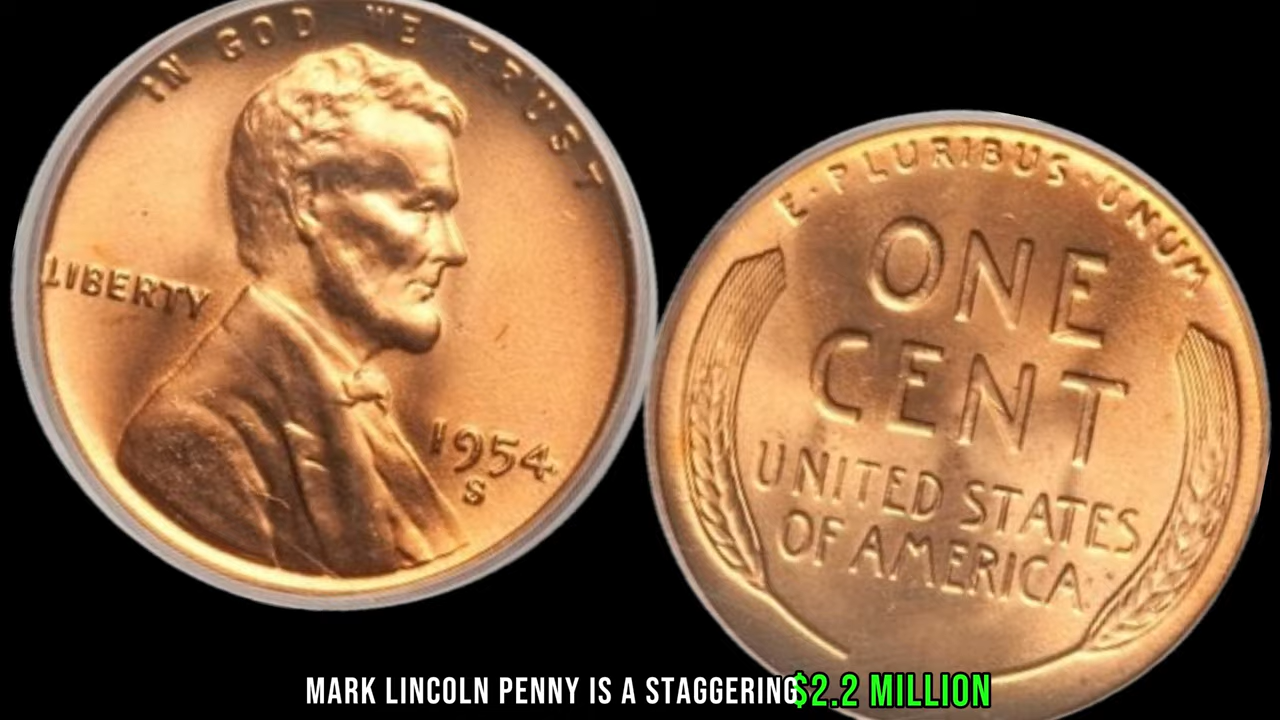 IN GOD WE TRUST
LIBERTY
1954
S
E·PLURIBUS·UNUM
ONE
CENT
UNITED STATES
OF AMERICA
MARK LINCOLN PENNY IS A STAGGERING $2.2 MILLION